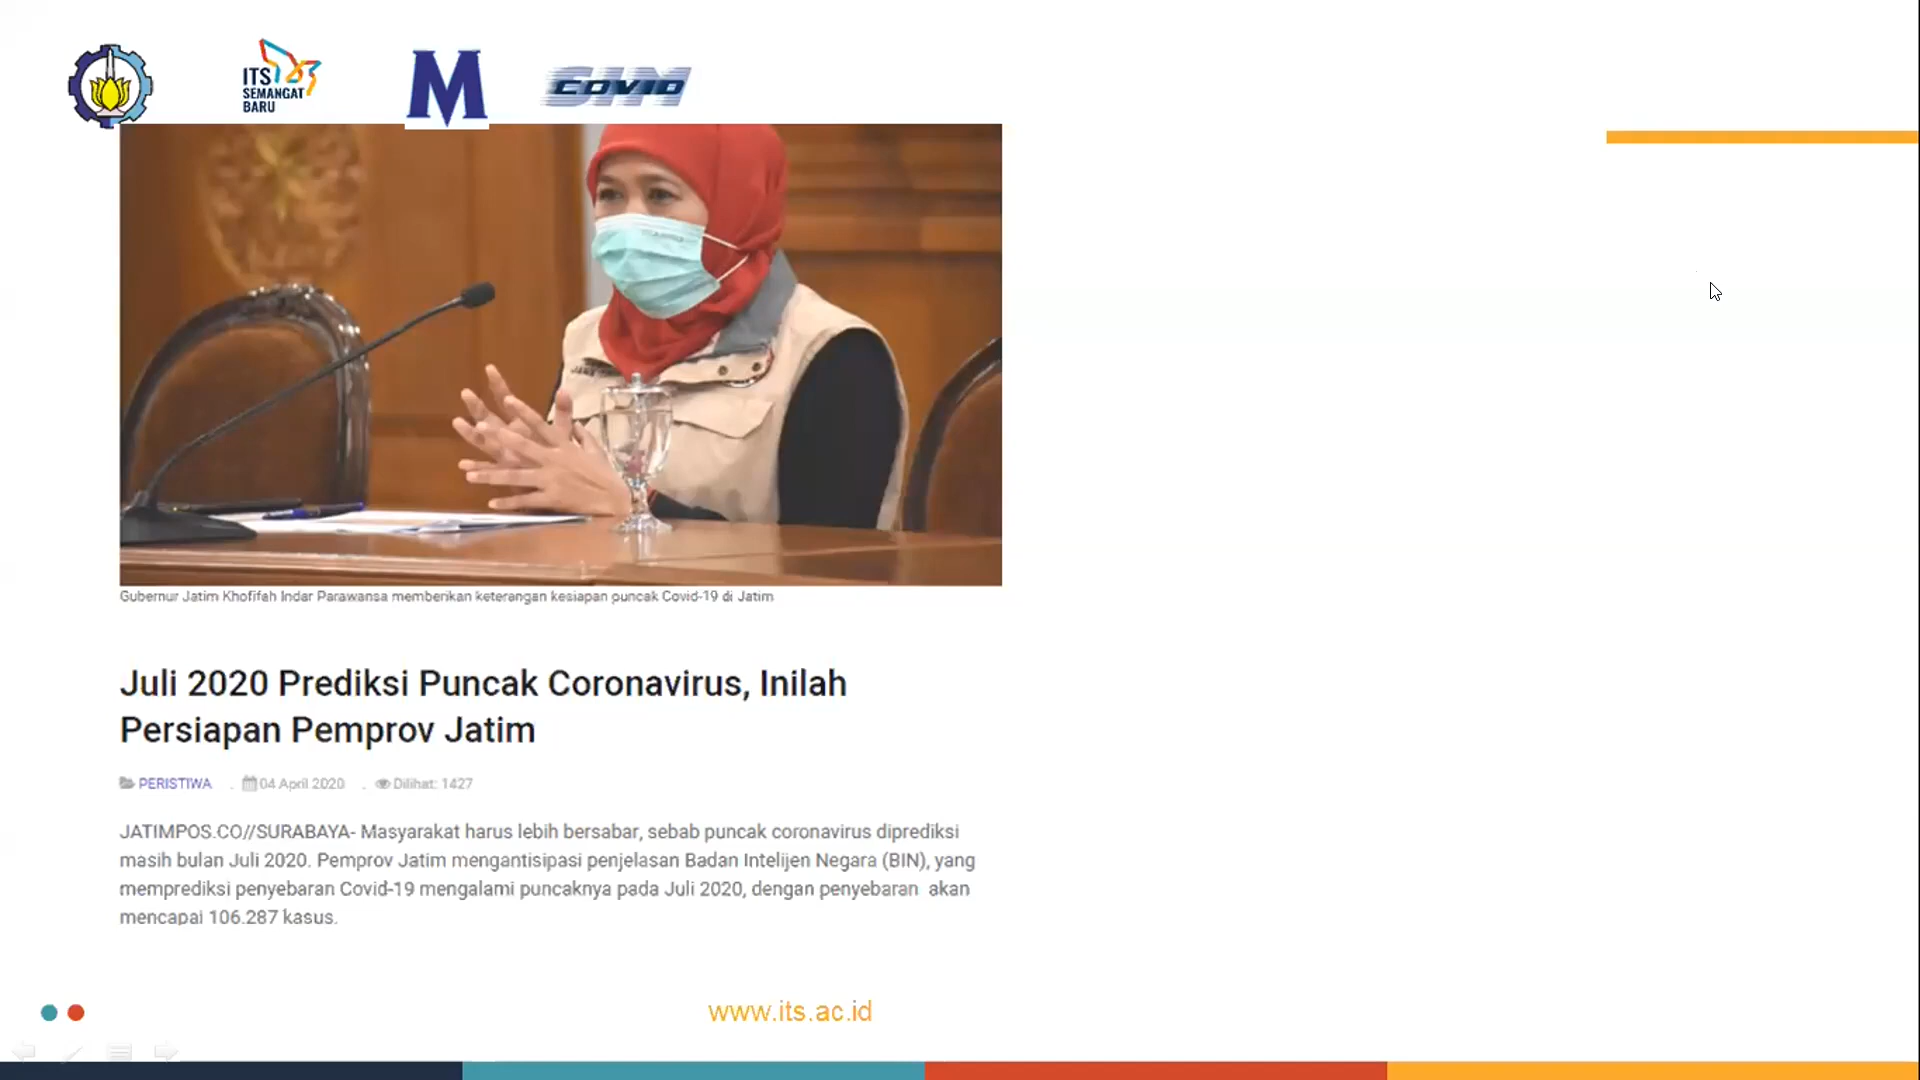 ITS
SEMANGAT
BARU
M
COVID
SIM
Gubernur Jatim Khofifah Indar Parawansa memberikan keterangan kesiapan puncak Covid-19 di Jatim
Juli 2020 Prediksi Puncak Coronavirus, Inilah
Persiapan Pemprov Jatim
PERISTIWA . 04 April 2020 . Dilihat: 1427
JATIMPOS.CO//SURABAYA- Masyarakat harus lebih bersabar, sebab puncak coronavirus diprediksi
masih bulan Juli 2020. Pemprov Jatim mengantisipasi penjelasan Badan Intelijen Negara (BIN), yang
memprediksi penyebaran Covid-19 mengalami puncaknya pada Juli 2020, dengan penyebaran akan
mencapai 106.287 kasus.
www.its.ac.id